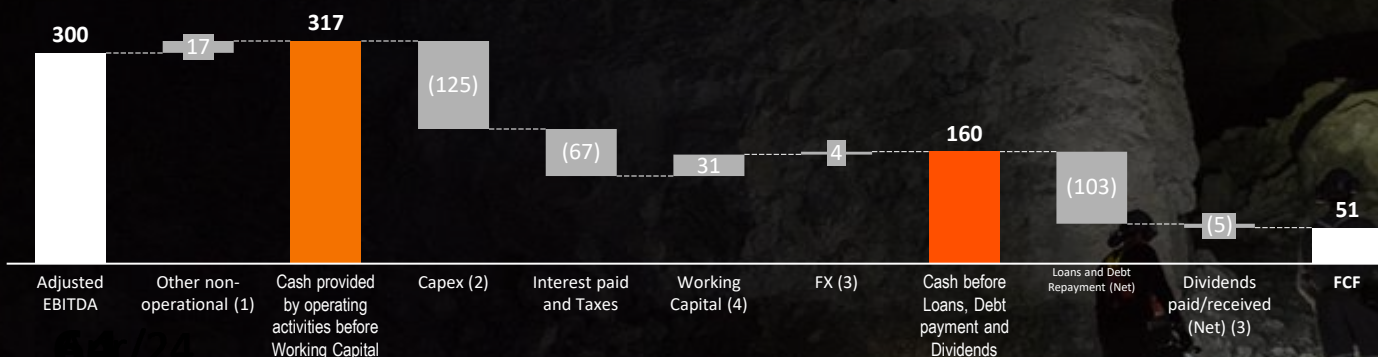 300
17
317
(125)
(67)
31
4
160
(103)
(5)
51
Adjusted
EBITDA
Other non-
operational (1)
Cash provided
by operating
activities before
Working Capital
Capex (2)
Interest paid
and Taxes
Working
Capital (4)
FX (3)
Cash before
Loans, Debt
payment and
Dividends
Loans and Debt
Repayment (Net)
Dividends
paid/received
(Net) (3)
FCF